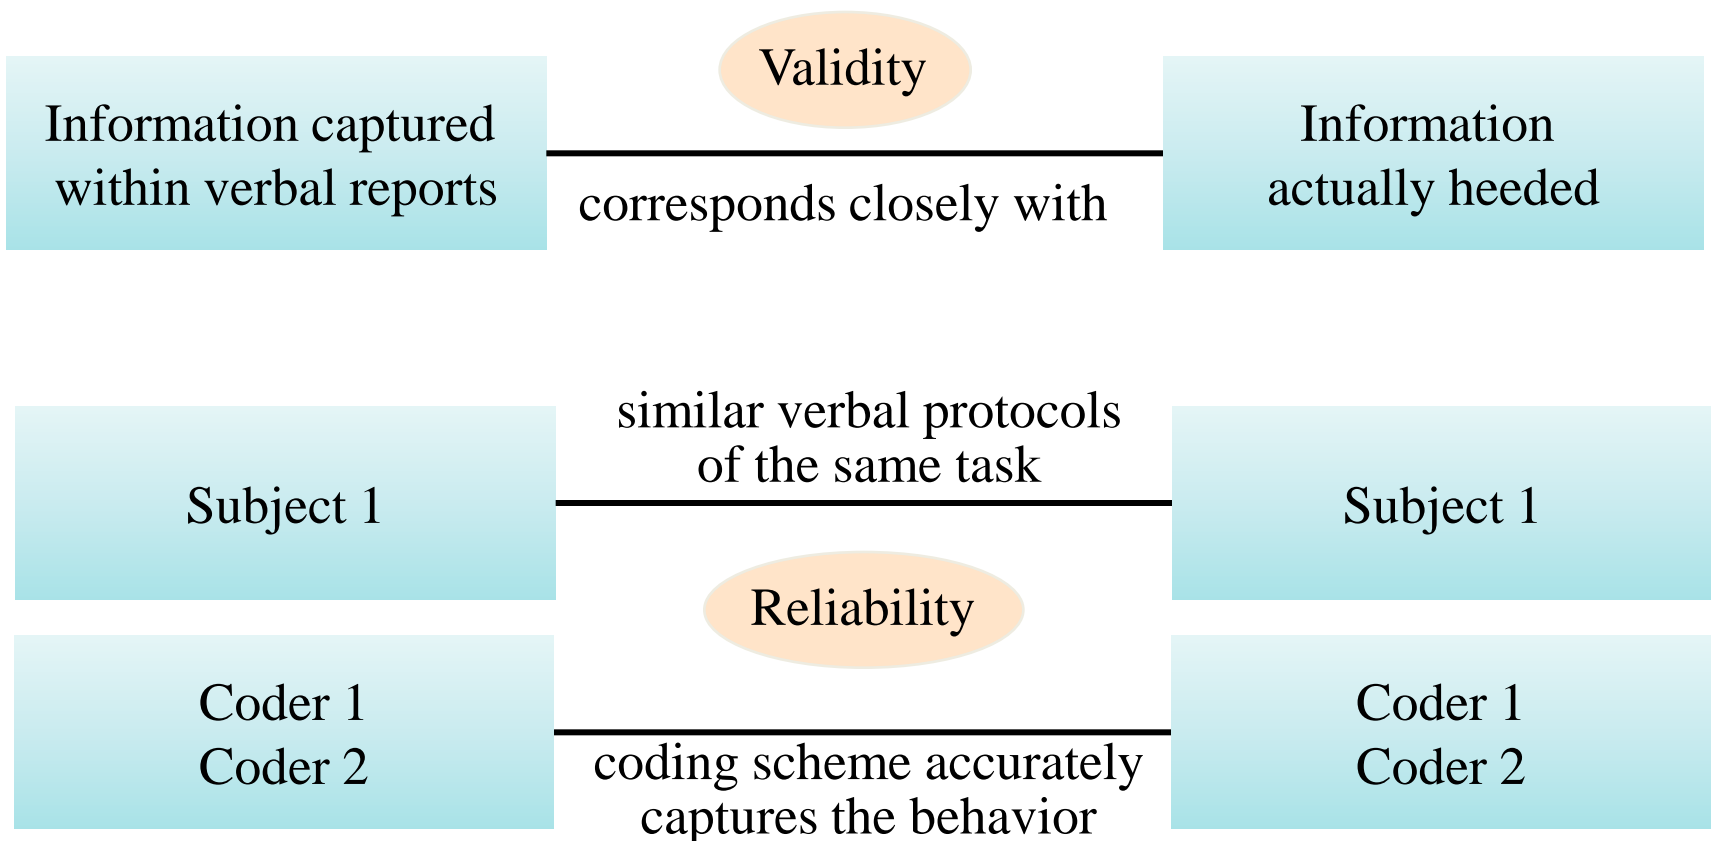 Validity
Information captured
within verbal reports
corresponds closely with
Information
actually heeded
similar verbal protocols
of the same task
Subject 1
Subject 1
Reliability
Coder 1
Coder 2
coding scheme accurately
captures the behavior
Coder 1
Coder 2